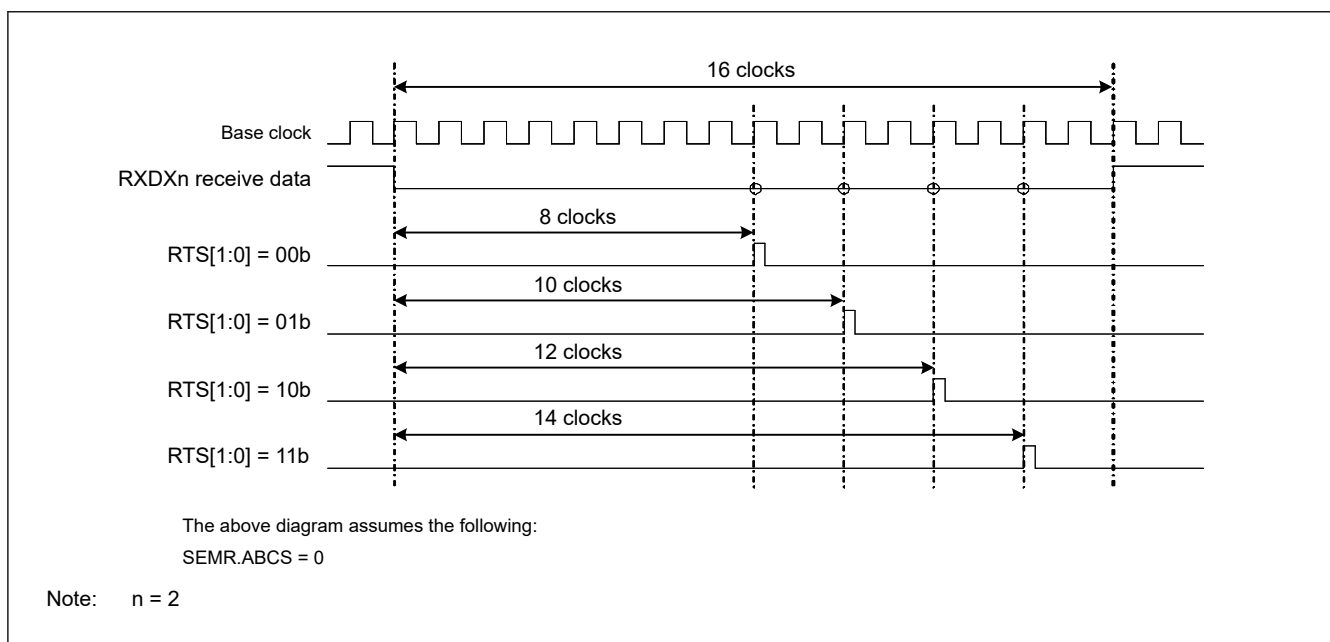 16 clocks
Base clock
RXDXn receive data
8 clocks
RTS[1:0] = 00b
10 clocks
RTS[1:0] = 01b
12 clocks
RTS[1:0] = 10b
14 clocks
RTS[1:0] = 11b
The above diagram assumes the following:
SEMR.ABCS = 0
Note: n = 2